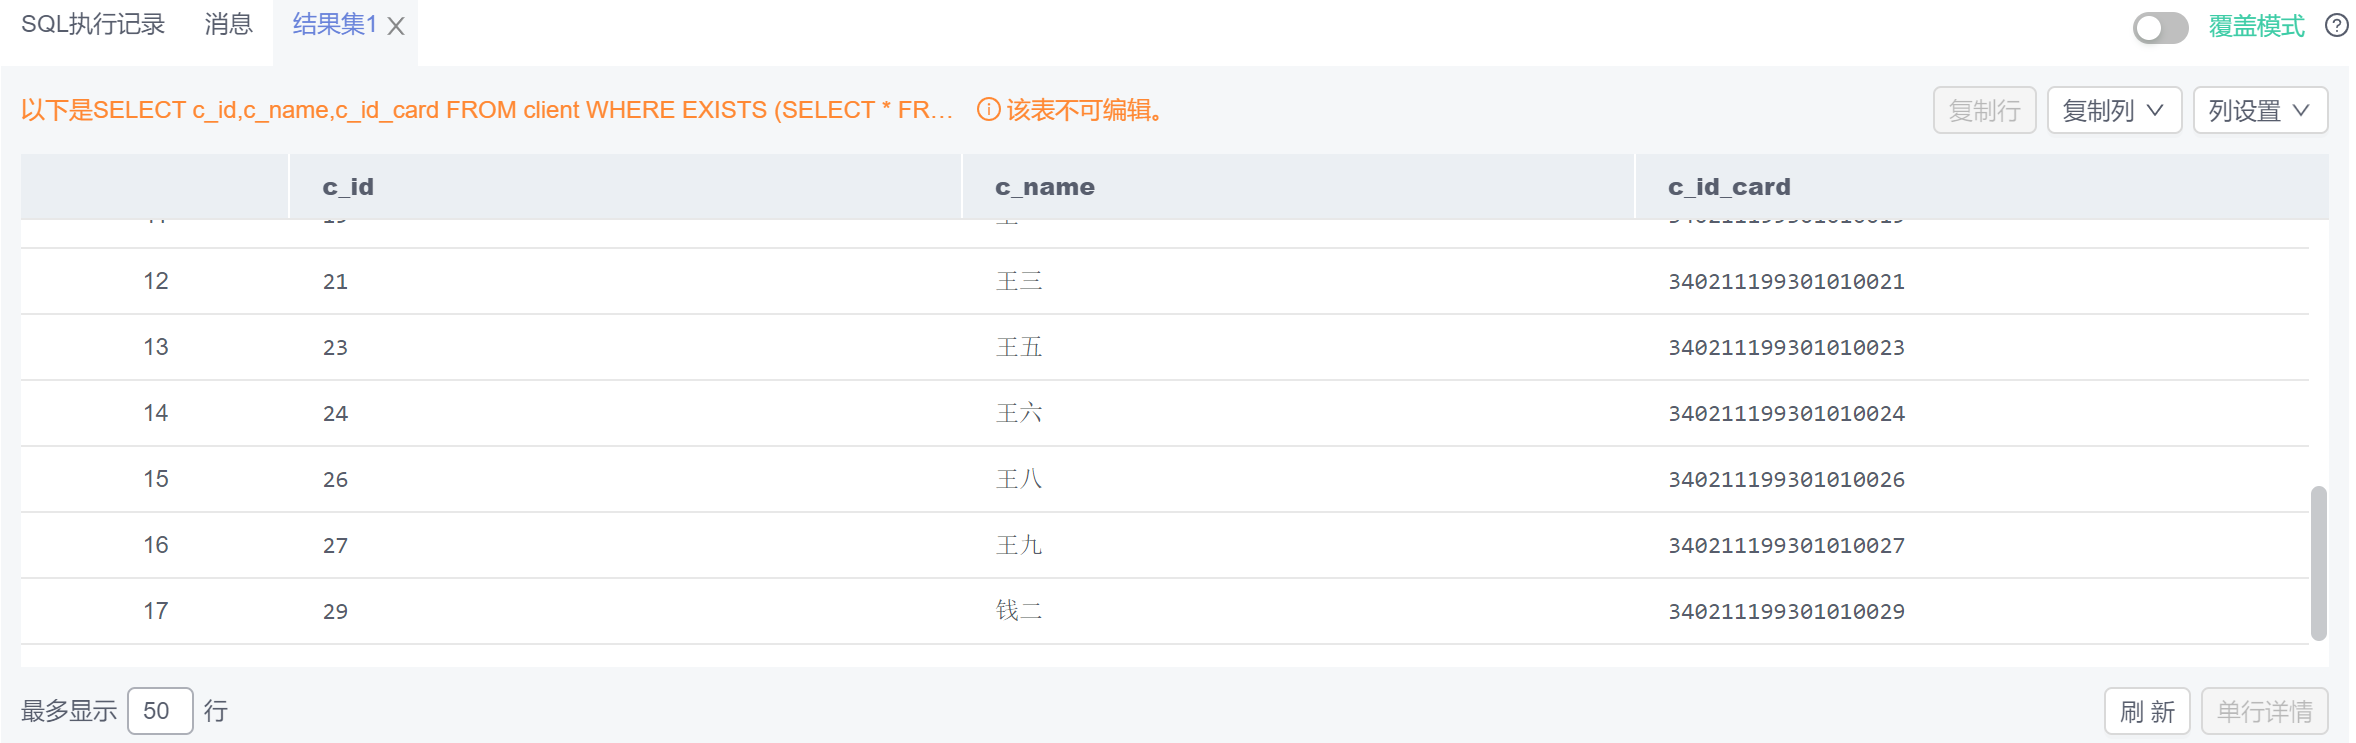 SQL执行记录 消息 结果集1 X 覆盖模式 ?
以下是SELECT c_id,c_name,c_id_card FROM client WHERE EXISTS (SELECT * FR... 该表不可编辑。 复制行 复制列 列设置
c_id c_name c_id_card
12 21 王三 340211199301010021
13 23 王五 340211199301010023
14 24 王六 340211199301010024
15 26 王八 340211199301010026
16 27 王九 340211199301010027
17 29 钱二 340211199301010029
最多显示 50 行 刷 新 单行详情